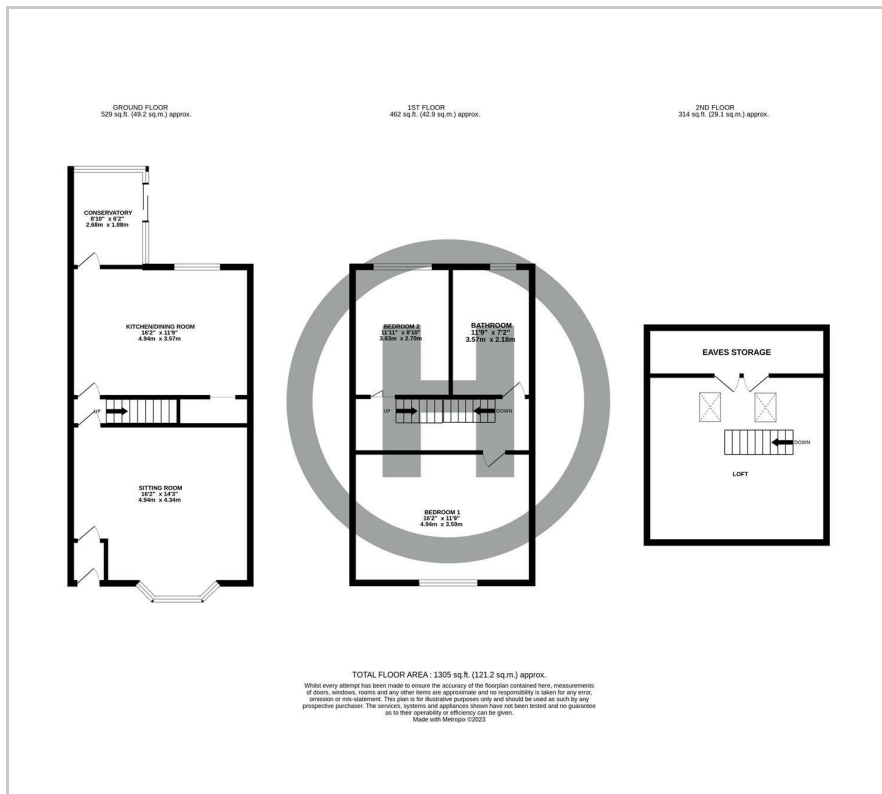 GROUND FLOOR
529 sq.ft. (49.2 sq.m.) approx.
1ST FLOOR
462 sq.ft. (42.9 sq.m.) approx.
2ND FLOOR
314 sq.ft. (29.1 sq.m.) approx.
CONSERVATORY
8'10" x 6'2"
2.68m x 1.88m
KITCHEN/DINING ROOM
16'2" x 11'9"
4.94m x 3.57m
UP
SITTING ROOM
16'2" x 14'3"
4.94m x 4.34m
BEDROOM 2
11'11" x 8'10"
3.63m x 2.70m
BATHROOM
11'9" x 7'2"
3.57m x 2.18m
UP
DOWN
BEDROOM 1
16'2" x 11'9"
4.94m x 3.59m
H
EAVES STORAGE
DOWN
LOFT
TOTAL FLOOR AREA : 1305 sq.ft. (121.2 sq.m.) approx.
Whilst every attempt has been made to ensure the accuracy of the floorplan contained here, measurements
of doors, windows, rooms and any other items are approximate and no responsibility is taken for any error,
omission or mis-statement. This plan is for illustrative purposes only and should be used as such by any
prospective purchaser. The services, systems and appliances shown have not been tested and no guarantee
as to their operability or efficiency can be given.
Made with Metropix ©2023